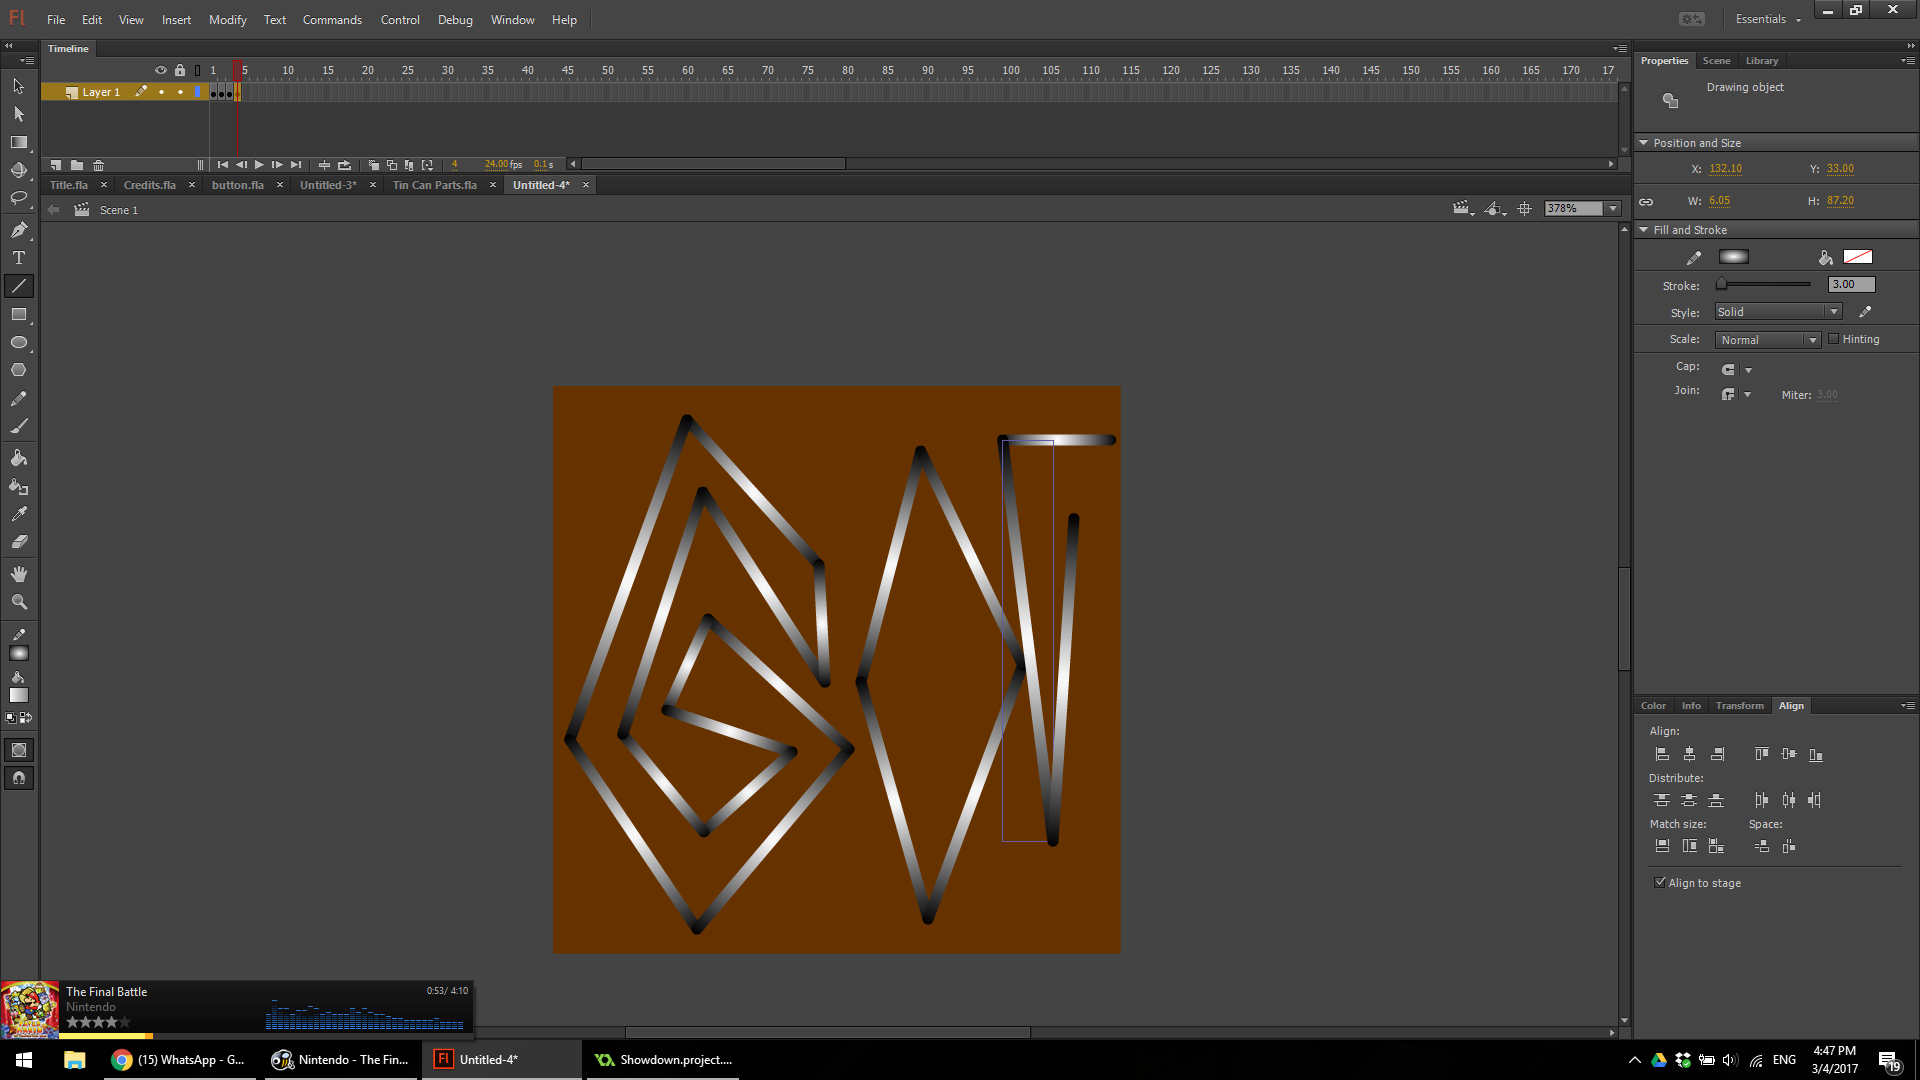 Fl File Edit View Insert Modify Text Commands Control Debug Window Help Essentials
Timeline
1 5 10 15 20 25 30 35 40 45 50 55 60 65 70 75 80 85 90 95 100 105 110 115 120 125 130 135 140 145 150 155 160 165 170 17
Layer 1
4 24.00 fps 0.1 s
Title.fla Credits.fla button.fla Untitled-3* Tin Can Parts.fla Untitled-4*
Scene 1 378%
Properties Scene Library
Drawing object
Position and Size
X: 132.10 Y: 33.00
W: 6.05 H: 87.20
Fill and Stroke
Stroke: 3.00
Style: Solid
Scale: Normal Hinting
Cap:
Join: Miter: 3.00
Color Info Transform Align
Align:
Distribute:
Match size: Space:
Align to stage
The Final Battle 0:53/ 4:10
Nintendo
(15) WhatsApp - G... Nintendo - The Fin... Fl Untitled-4* Showdown.project.... ENG
4:47 PM
3/4/2017
19